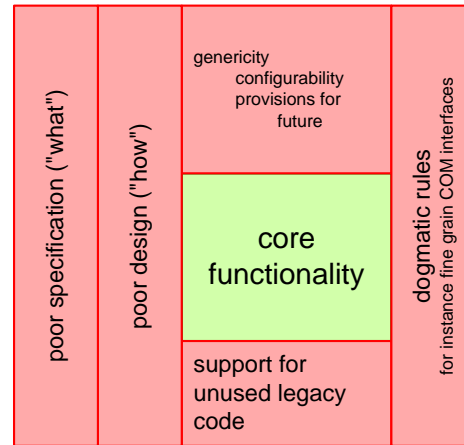 poor specification ("what")
poor design ("how")
genericity
configurability
provisions for
future
core
functionality
support for
unused legacy
code
dogmatic rules
for instance fine grain COM interfaces